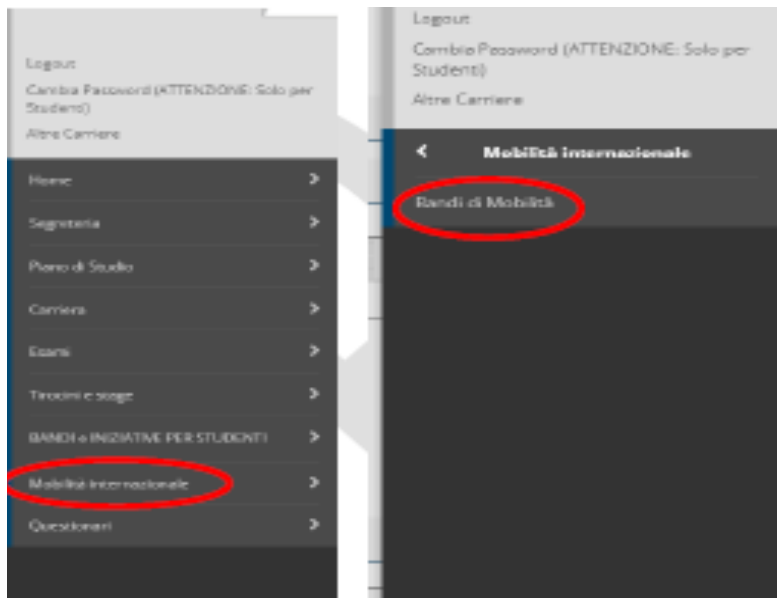 Logout
Cambia Password (ATTENZIONE: Solo per
Studenti)
Altre Carriere
Home
Segreteria
Piano di Studio
Carriera
Esami
Tirocini e stage
BANDI e INIZIATIVE PER STUDENTI
Mobilità internazionale
Questionari
Logout
Cambia Password (ATTENZIONE: Solo per
Studenti)
Altre Carriere
Mobilità internazionale
Bandi di Mobilità